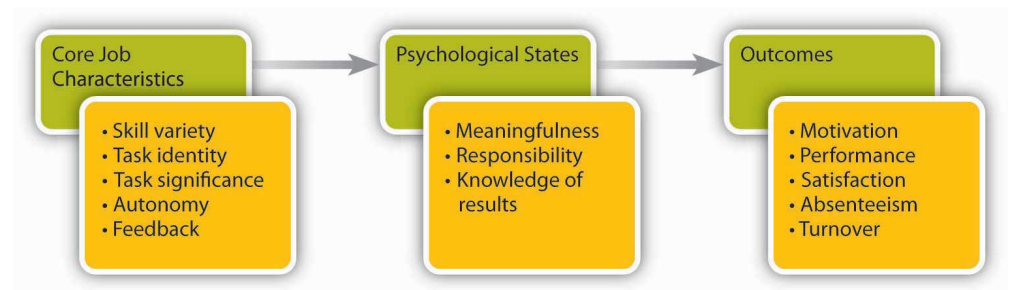 Core Job
Characteristics
• Skill variety
• Task identity
• Task significance
• Autonomy
• Feedback
Psychological States
• Meaningfulness
• Responsibility
• Knowledge of
results
Outcomes
• Motivation
• Performance
• Satisfaction
• Absenteeism
• Turnover